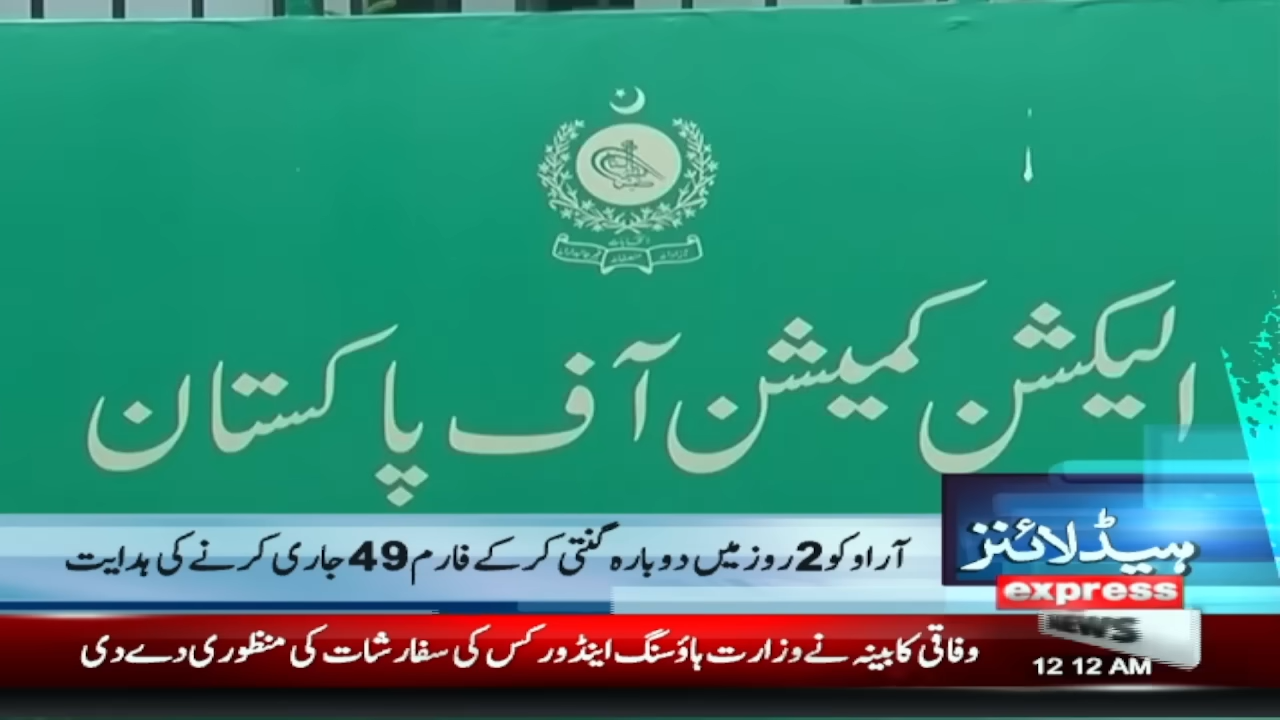 الیکشن کمیشن آف پاکستان
ہیڈلائنز
آر او کو 2 روز میں دوبارہ گنتی کر کے فارم 49 جاری کرنے کی ہدایت
express
NEWS
وفاقی کابینہ نے وزارت ہاؤسنگ اینڈ ورکس کی سفارشات کی منظوری دے دی
12 12 AM